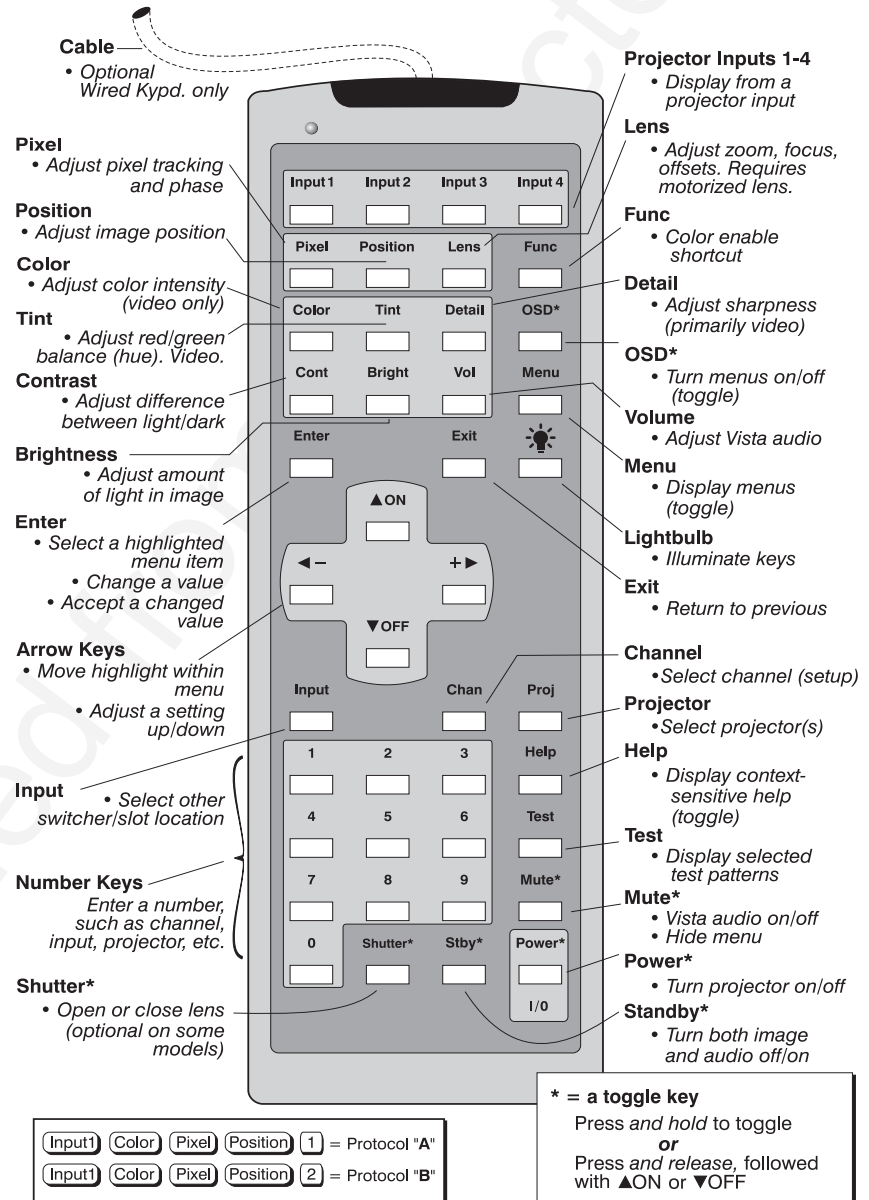 Cable
• Optional
Wired Kypd. only
Pixel
• Adjust pixel tracking
and phase
Position
• Adjust image position
Color
• Adjust color intensity
(video only)
Tint
• Adjust red/green
balance (hue). Video.
Contrast
• Adjust difference
between light/dark
Brightness
• Adjust amount
of light in image
Enter
• Select a highlighted
menu item
• Change a value
• Accept a changed
value
Arrow Keys
• Move highlight within
menu
• Adjust a setting
up/down
Input
• Select other
switcher/slot location
Number Keys
Enter a number,
such as channel,
input, projector, etc.
Shutter*
• Open or close lens
(optional on some
models)
Input 1 Input 2 Input 3 Input 4
Pixel Position Lens Func
Color Tint Detail OSD*
Cont Bright Vol Menu
Enter Exit
▲ON
◄− +►
▼OFF
Input Chan Proj
1 2 3 Help
4 5 6 Test
7 8 9 Mute*
0 Shutter* Stby* Power*
I/0
Projector Inputs 1-4
• Display from a
projector input
Lens
• Adjust zoom, focus,
offsets. Requires
motorized lens.
Func
• Color enable
shortcut
Detail
• Adjust sharpness
(primarily video)
OSD*
• Turn menus on/off
(toggle)
Volume
• Adjust Vista audio
Menu
• Display menus
(toggle)
Lightbulb
• Illuminate keys
Exit
• Return to previous
Channel
•Select channel (setup)
Projector
•Select projector(s)
Help
• Display context-
sensitive help
(toggle)
Test
• Display selected
test patterns
Mute*
• Vista audio on/off
• Hide menu
Power*
• Turn projector on/off
Standby*
• Turn both image
and audio off/on
Input1 Color Pixel Position 1 = Protocol "A"
Input1 Color Pixel Position 2 = Protocol "B"
* = a toggle key
Press and hold to toggle
or
Press and release, followed
with ▲ON or ▼OFF